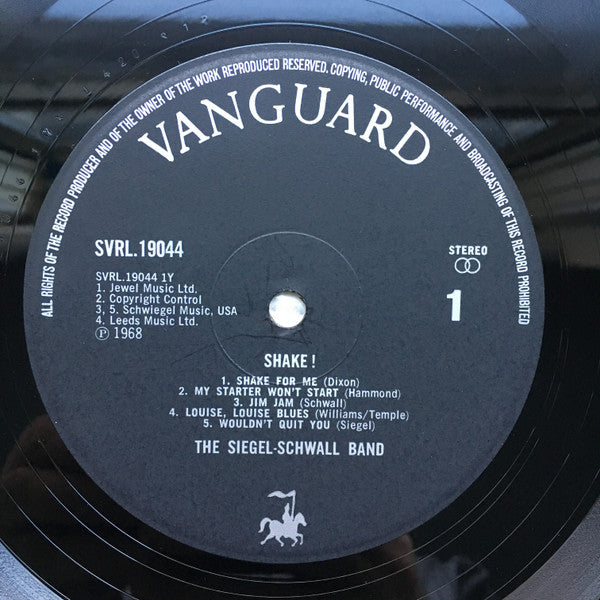 ALL RIGHTS OF THE RECORD PRODUCER AND OF THE OWNER OF THE WORK REPRODUCED RESERVED. COPYING, PUBLIC PERFORMANCE AND BROADCASTING OF THIS RECORD PROHIBITED
VANGUARD
SVRL.19044
STEREO
SVRL.19044 1Y
1. Jewel Music Ltd.
2. Copyright Control
3, 5. Schwiegel Music, USA
4. Leeds Music Ltd.
℗ 1968
1
SHAKE !
1. SHAKE FOR ME (Dixon)
2. MY STARTER WON'T START (Hammond)
3. JIM JAM (Schwall)
4. LOUISE, LOUISE BLUES (Williams/Temple)
5. WOULDN'T QUIT YOU (Siegel)
THE SIEGEL-SCHWALL BAND